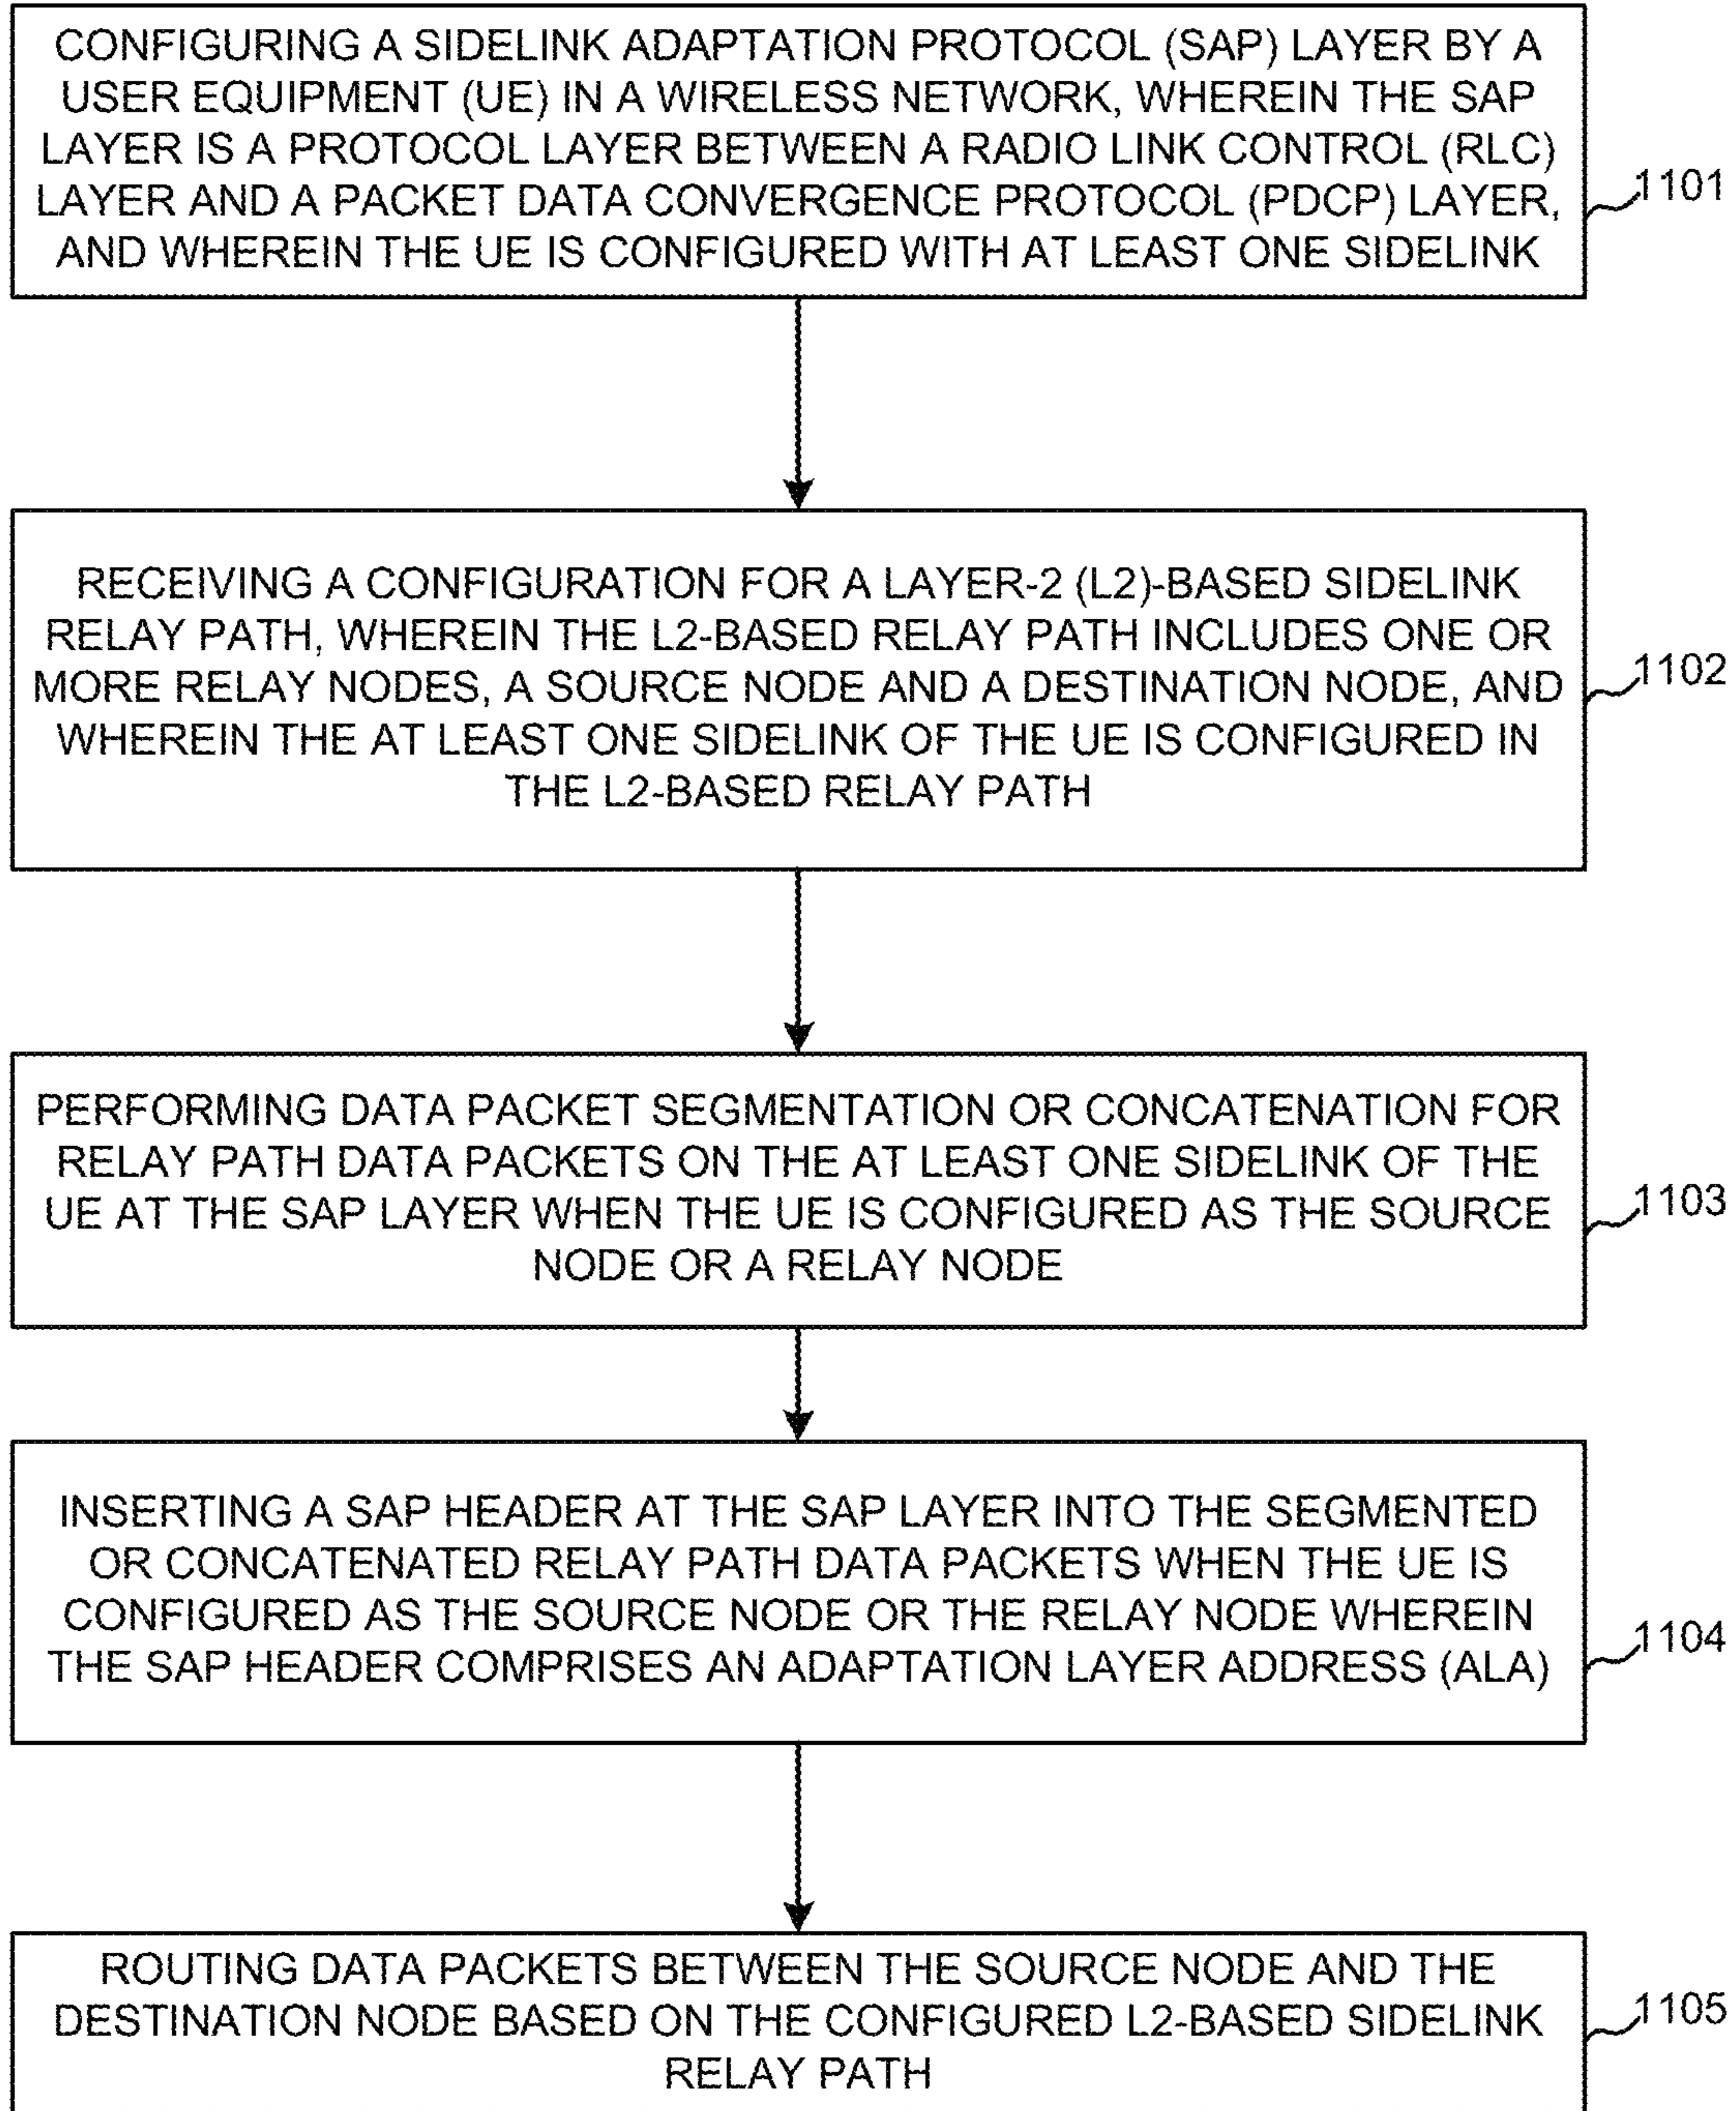 CONFIGURING A SIDELINK ADAPTATION PROTOCOL (SAP) LAYER BY A
USER EQUIPMENT (UE) IN A WIRELESS NETWORK, WHEREIN THE SAP
LAYER IS A PROTOCOL LAYER BETWEEN A RADIO LINK CONTROL (RLC)
LAYER AND A PACKET DATA CONVERGENCE PROTOCOL (PDCP) LAYER,
AND WHEREIN THE UE IS CONFIGURED WITH AT LEAST ONE SIDELINK
1101
RECEIVING A CONFIGURATION FOR A LAYER-2 (L2)-BASED SIDELINK
RELAY PATH, WHEREIN THE L2-BASED RELAY PATH INCLUDES ONE OR
MORE RELAY NODES, A SOURCE NODE AND A DESTINATION NODE, AND
WHEREIN THE AT LEAST ONE SIDELINK OF THE UE IS CONFIGURED IN
THE L2-BASED RELAY PATH
1102
PERFORMING DATA PACKET SEGMENTATION OR CONCATENATION FOR
RELAY PATH DATA PACKETS ON THE AT LEAST ONE SIDELINK OF THE
UE AT THE SAP LAYER WHEN THE UE IS CONFIGURED AS THE SOURCE
NODE OR A RELAY NODE
1103
INSERTING A SAP HEADER AT THE SAP LAYER INTO THE SEGMENTED
OR CONCATENATED RELAY PATH DATA PACKETS WHEN THE UE IS
CONFIGURED AS THE SOURCE NODE OR THE RELAY NODE WHEREIN
THE SAP HEADER COMPRISES AN ADAPTATION LAYER ADDRESS (ALA)
1104
ROUTING DATA PACKETS BETWEEN THE SOURCE NODE AND THE
DESTINATION NODE BASED ON THE CONFIGURED L2-BASED SIDELINK
RELAY PATH
1105